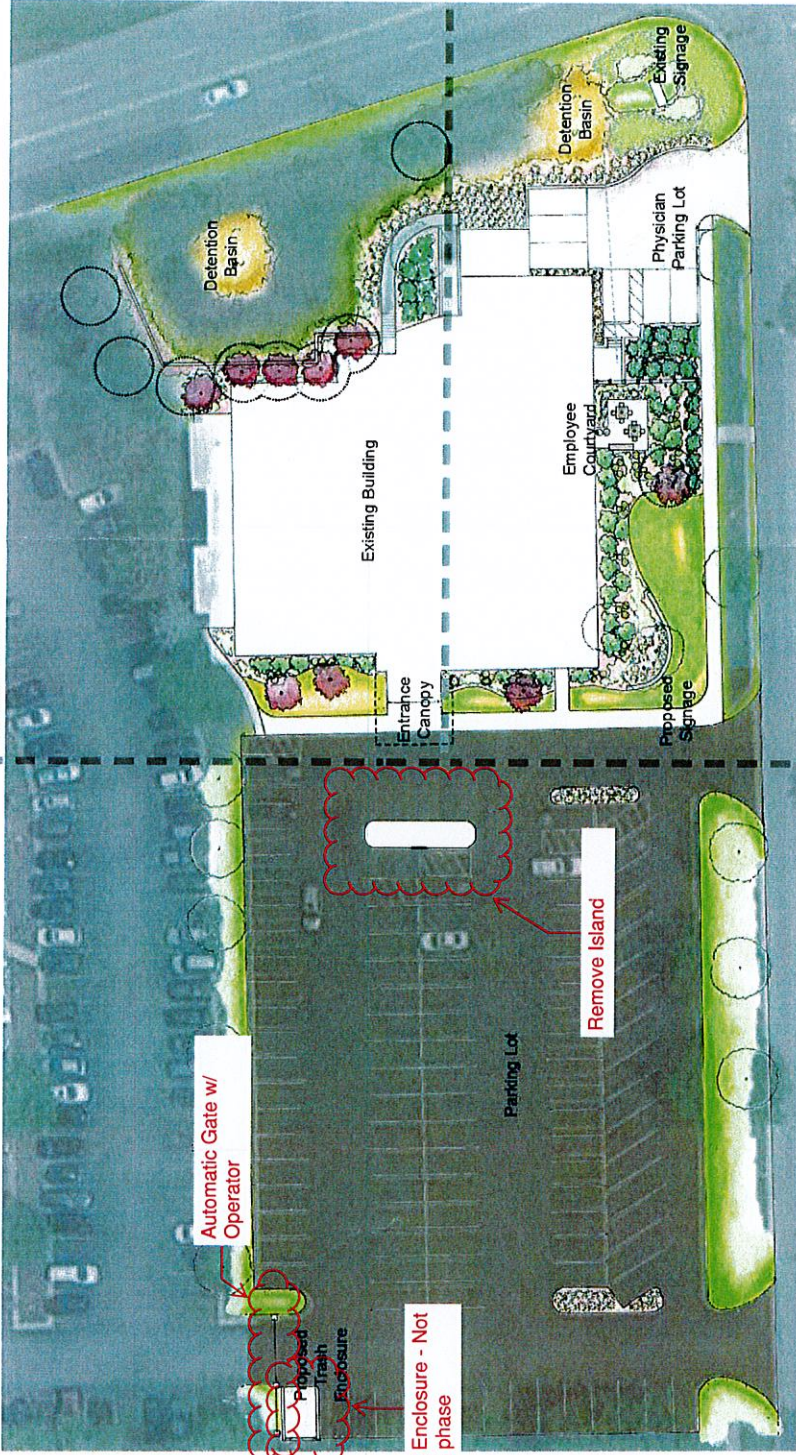 Existing
Signage
Detention
Basin
Detention
Basin
Physician
Parking Lot
Existing Building
Employee
Courtyard
Entrance
Canopy
Proposed
Signage
Remove Island
Parking Lot
Automatic Gate w/
Operator
Proposed
Trash
Enclosure
Enclosure - Not
phase